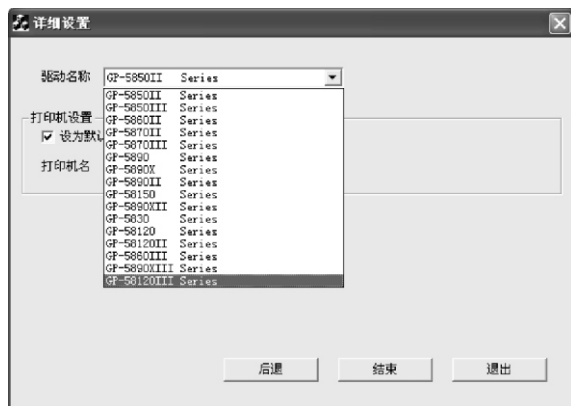 详细设置
驱动名称 GP-5850II Series
GP-5850II Series
GP-5850III Series
GP-5860II Series
GP-5870II Series
打印机设置
GP-5870III Series
设为默认
GP-5890 Series
GP-5890X Series
打印机名
GP-5890II Series
GP-58150 Series
GP-5890XII Series
GP-5830 Series
GP-58120 Series
GP-58120II Series
GP-5860III Series
GP-5890XIII Series
GP-58120III Series
后退 结束 退出